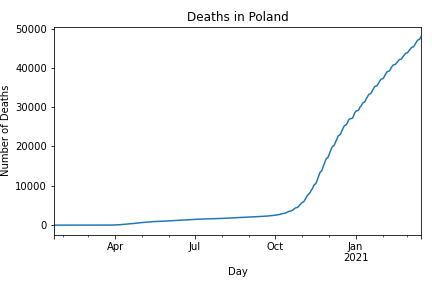 Deaths in Poland
50000
40000
30000
20000
10000
0
Number of Deaths
Apr
Jul
Oct
Jan
2021
Day